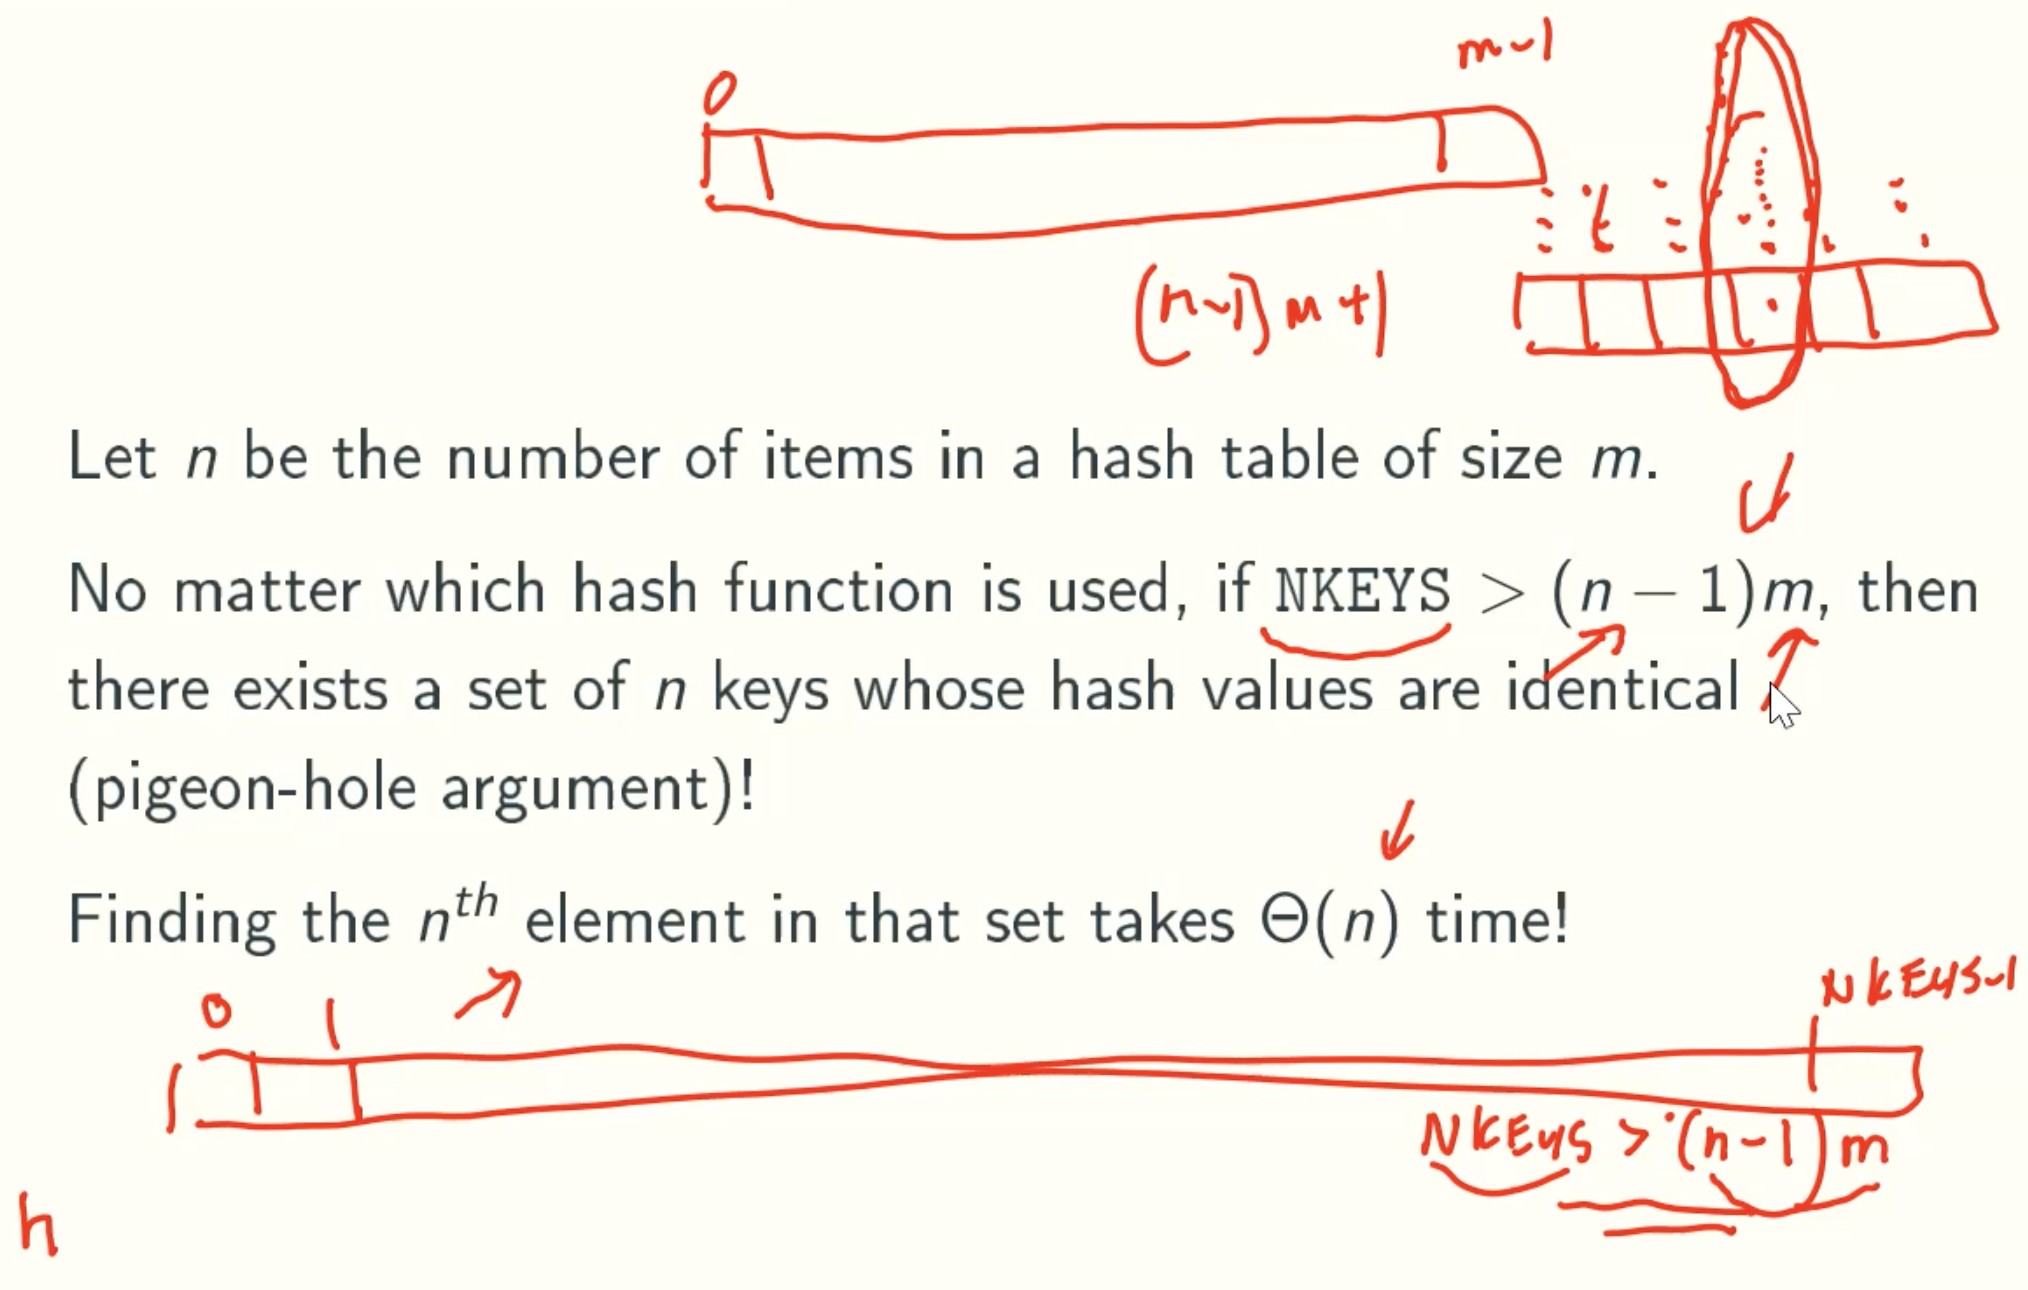 0
m-1
t
(n-1)m+1
Let n be the number of items in a hash table of size m.
No matter which hash function is used, if NKEYS > (n − 1)m, then
there exists a set of n keys whose hash values are identical
(pigeon-hole argument)!
Finding the nth element in that set takes Θ(n) time!
0 1 NKEYS-1
NKEYS > (n-1)m
h